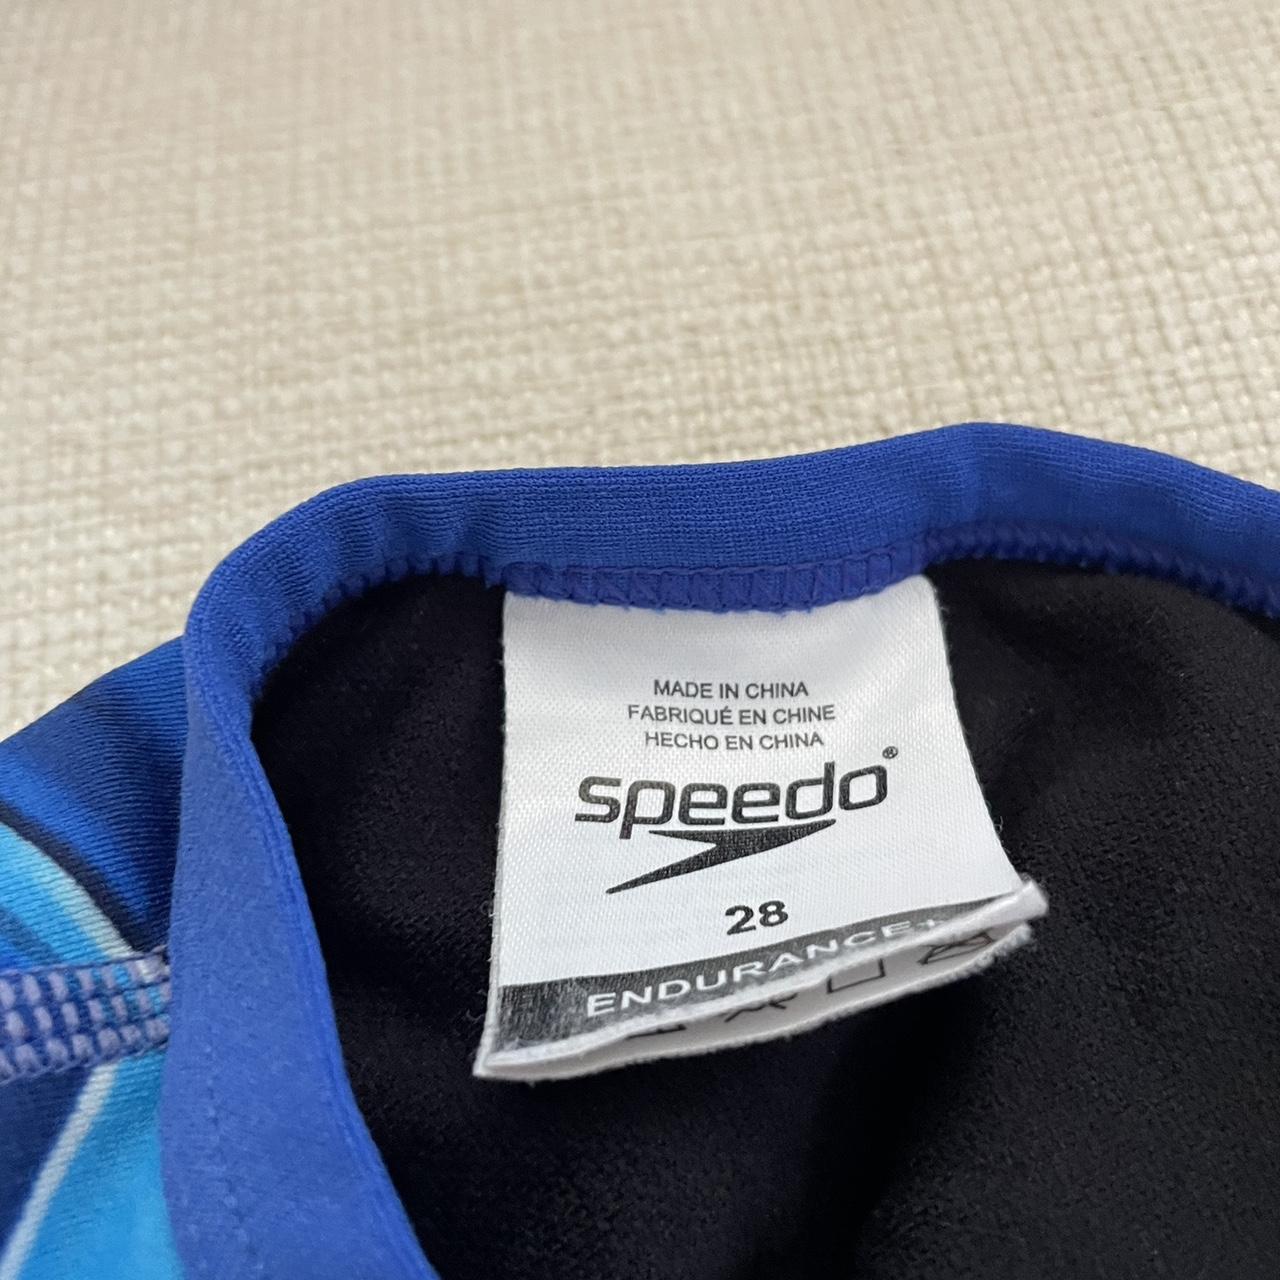 MADE IN CHINA
FABRIQUÉ EN CHINE
HECHO EN CHINA
speedo®
28
ENDURANCE+